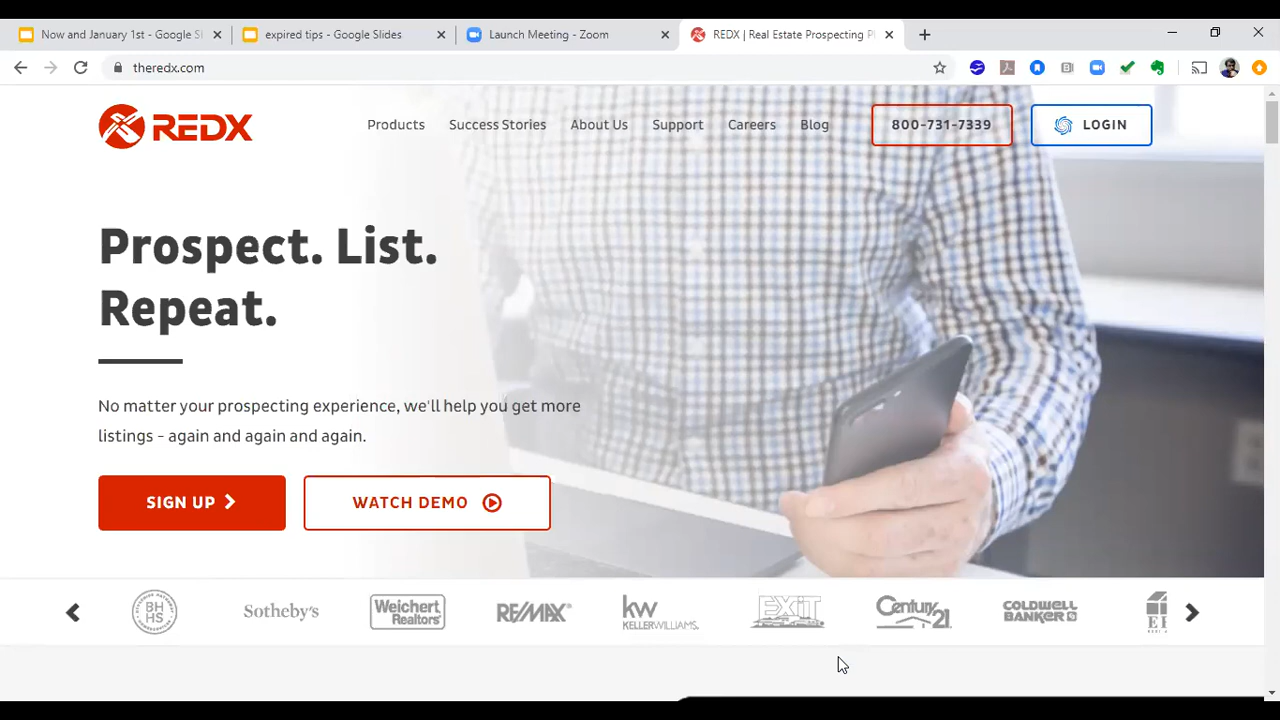 Now and January 1st - Google Sl
expired tips - Google Slides
Launch Meeting - Zoom
REDX | Real Estate Prospecting Pl
theredx.com
REDX
Products
Success Stories
About Us
Support
Careers
Blog
800-731-7339
LOGIN
Prospect. List.
Repeat.
No matter your prospecting experience, we'll help you get more
listings - again and again and again.
SIGN UP
WATCH DEMO
BH
HS
Sotheby's
Weichert
Realtors
RE/MAX
kw
KELLERWILLIAMS.
EXIT
Century 21
COLDWELL
BANKER